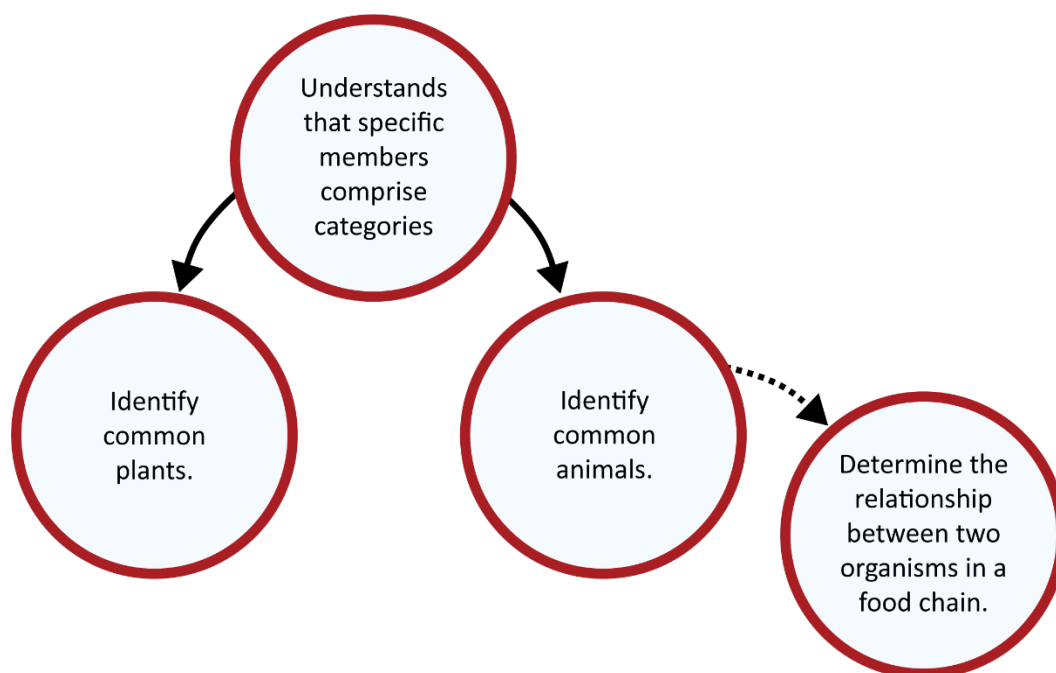 Understands
that specific
members
comprise
categories
Identify
common
plants.
Identify
common
animals.
Determine the
relationship
between two
organisms in a
food chain.